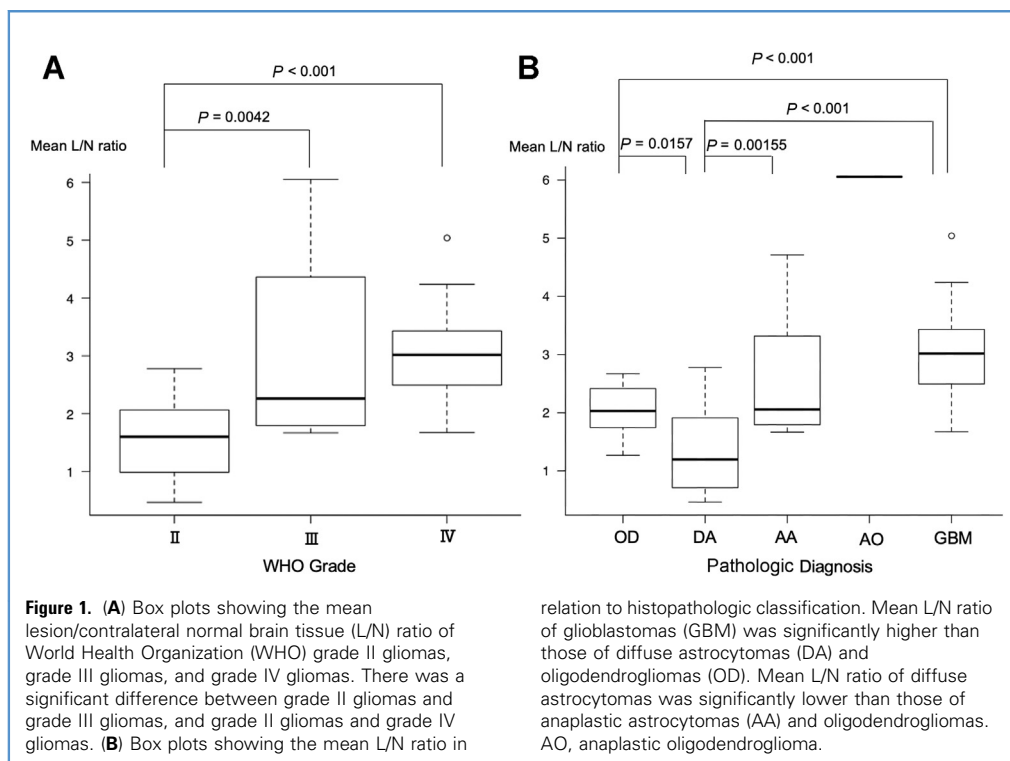 A
P < 0.001
P = 0.0042
Mean L/N ratio
6
5
4
3
2
1
Ⅱ
Ⅲ
Ⅳ
WHO Grade
B
P < 0.001
P < 0.001
P = 0.0157
P = 0.00155
Mean L/N ratio
6
5
4
3
2
1
OD
DA
AA
AO
GBM
Pathologic Diagnosis
Figure 1. (A) Box plots showing the mean
lesion/contralateral normal brain tissue (L/N) ratio of
World Health Organization (WHO) grade II gliomas,
grade III gliomas, and grade IV gliomas. There was a
significant difference between grade II gliomas and
grade III gliomas, and grade II gliomas and grade IV
gliomas. (B) Box plots showing the mean L/N ratio in
relation to histopathologic classification. Mean L/N ratio
of glioblastomas (GBM) was significantly higher than
those of diffuse astrocytomas (DA) and
oligodendrogliomas (OD). Mean L/N ratio of diffuse
astrocytomas was significantly lower than those of
anaplastic astrocytomas (AA) and oligodendrogliomas.
AO, anaplastic oligodendroglioma.